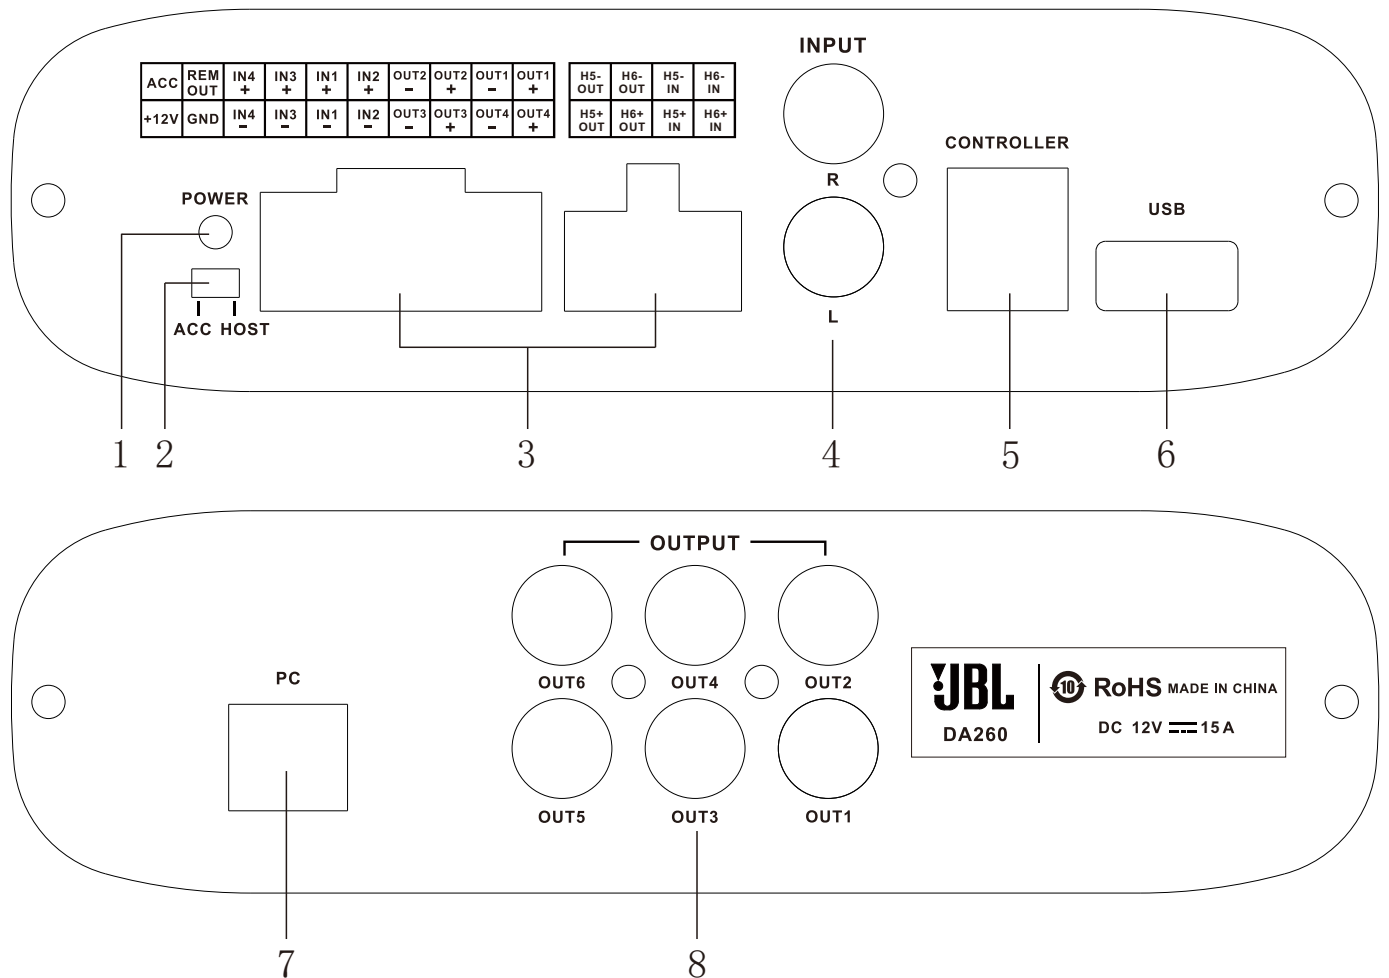 INPUT
ACC REM OUT IN4 + IN3 + IN1 + IN2 + OUT2 − OUT2 + OUT1 − OUT1 +
+12V GND IN4 − IN3 − IN1 − IN2 − OUT3 − OUT3 + OUT4 − OUT4 +
H5- OUT H6- OUT H5- IN H6- IN
H5+ OUT H6+ OUT H5+ IN H6+ IN
CONTROLLER
R
POWER
USB
L
ACC HOST
1 2 3 4 5 6
OUTPUT
PC
OUT6 OUT4 OUT2
JBL
DA260
10 RoHS MADE IN CHINA
DC 12V 15A
OUT5 OUT3 OUT1
7 8